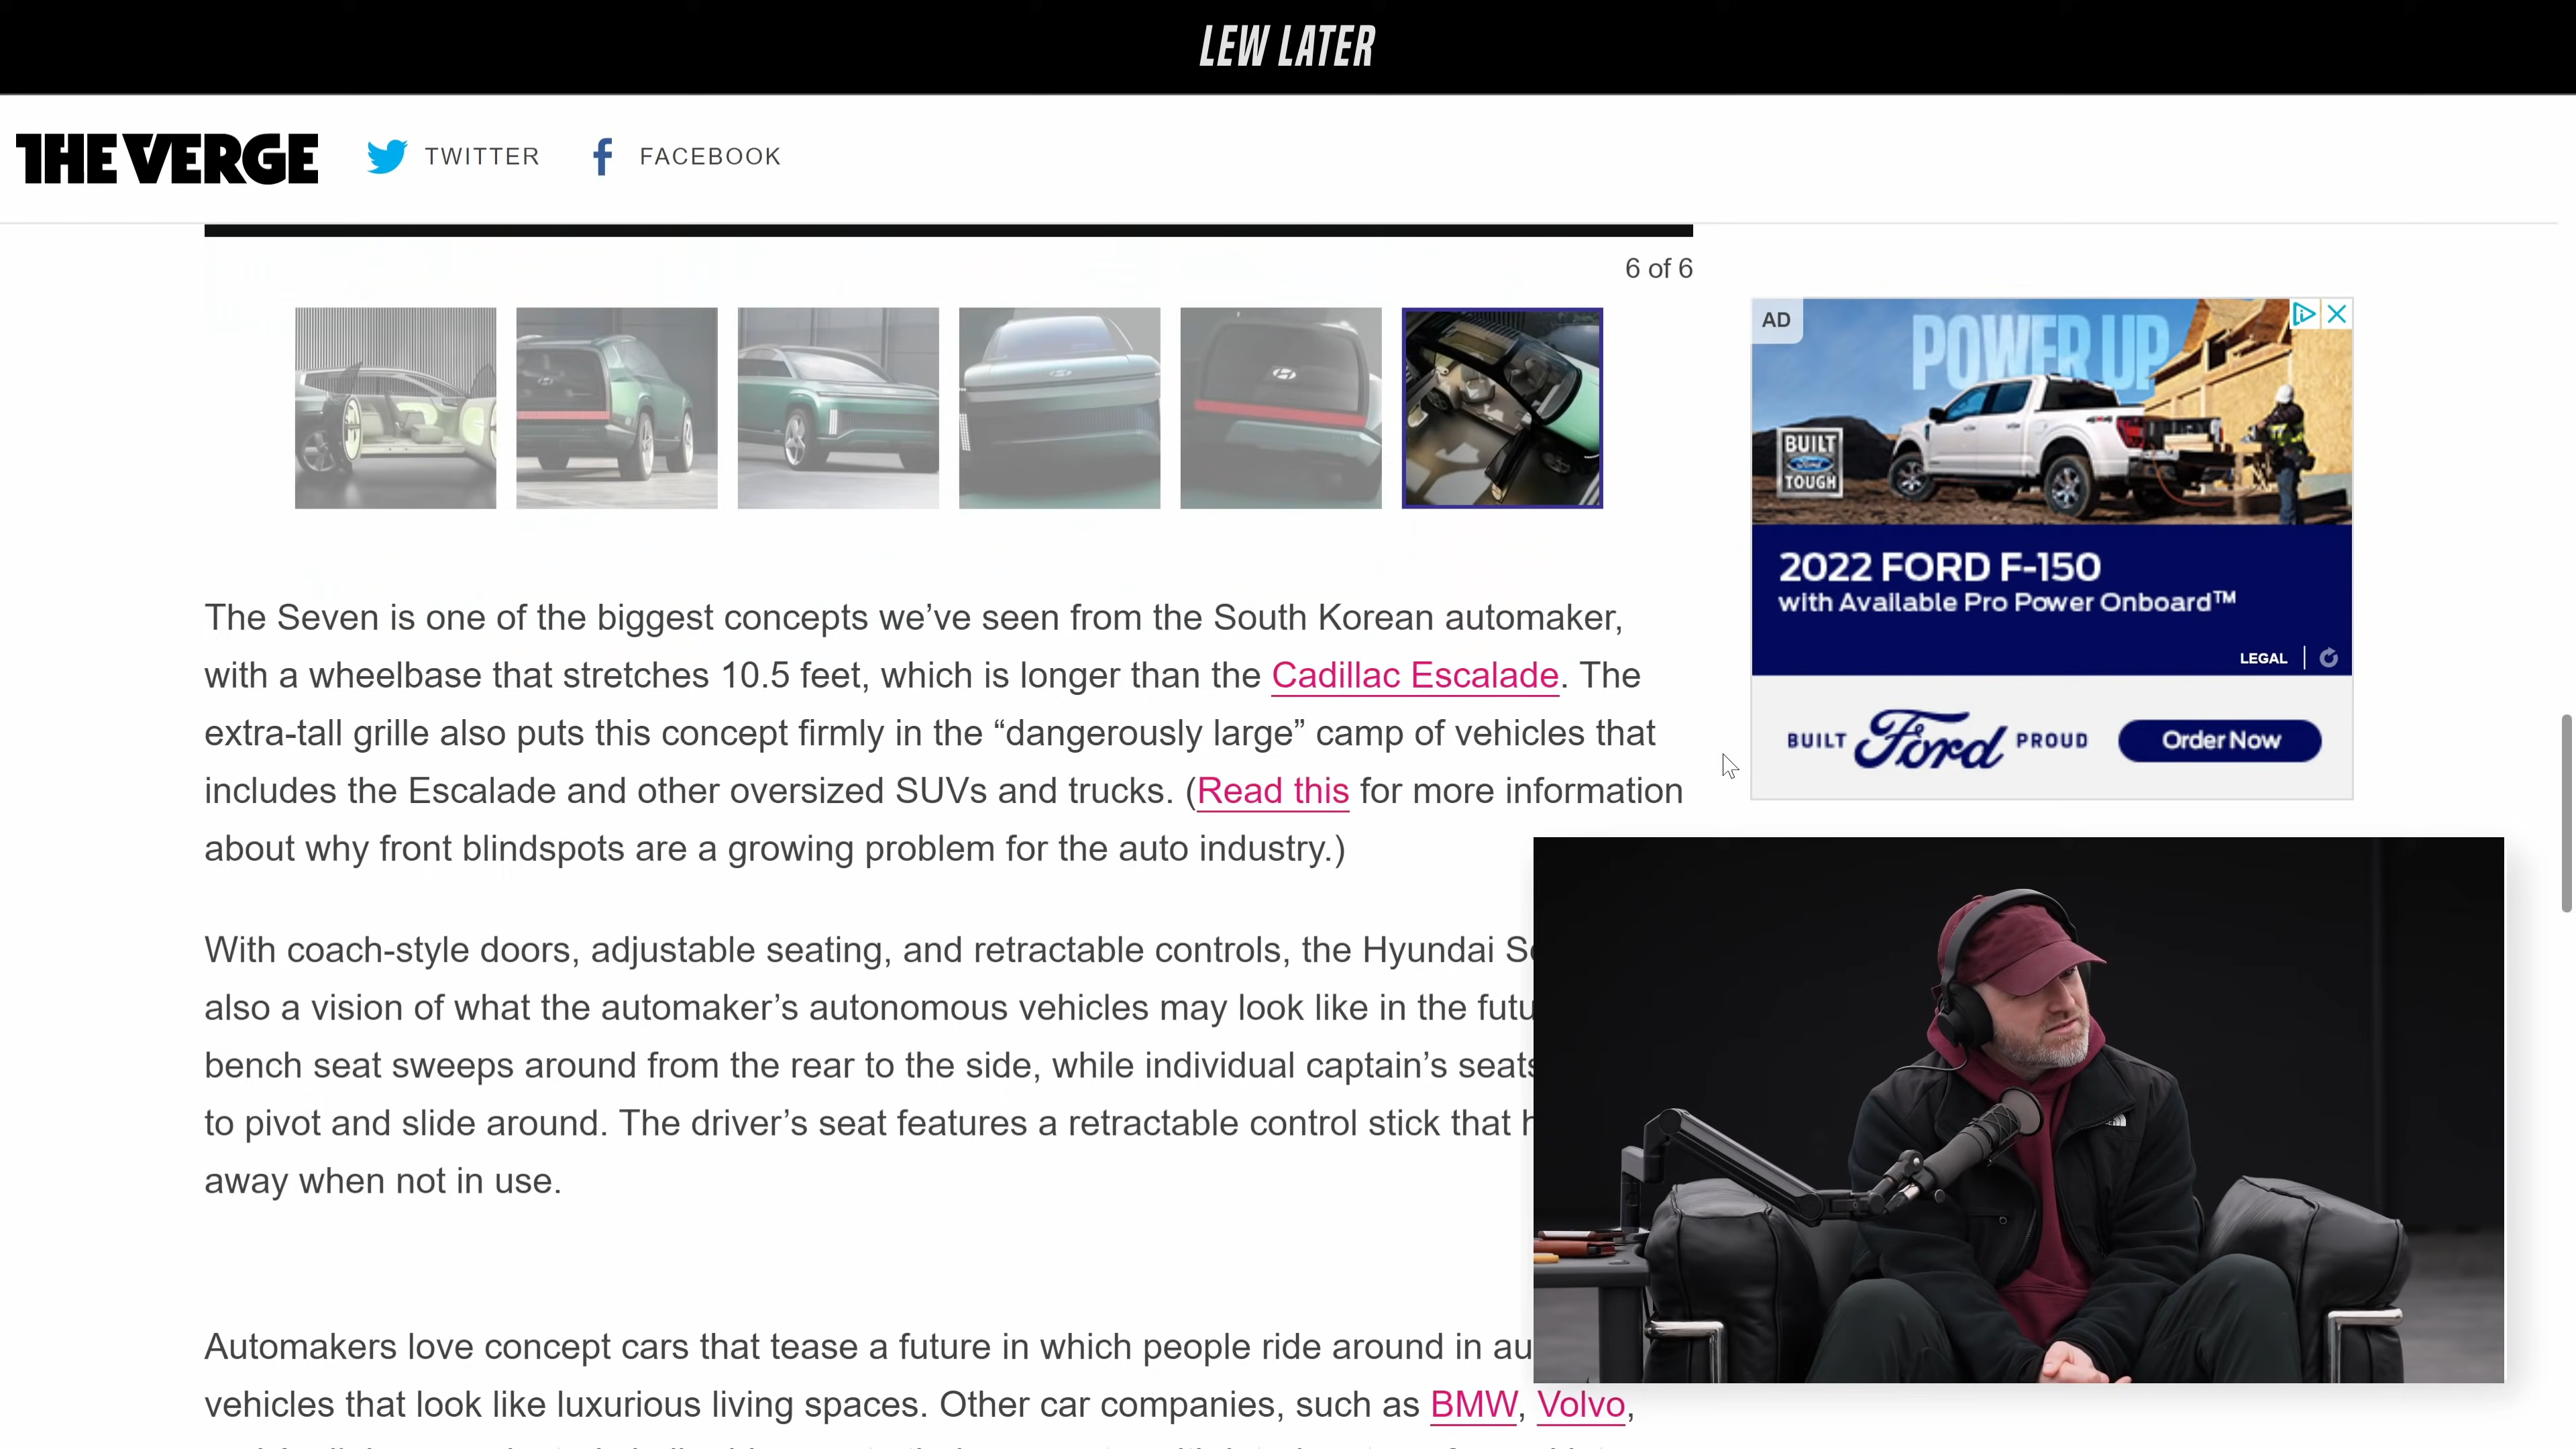 LEW LATER
THE VERGE
TWITTER
FACEBOOK
6 of 6
AD
POWER UP
BUILT
Ford
TOUGH
2022 FORD F-150
with Available Pro Power Onboard™
LEGAL
BUILT Ford PROUD
Order Now
The Seven is one of the biggest concepts we’ve seen from the South Korean automaker,
with a wheelbase that stretches 10.5 feet, which is longer than the Cadillac Escalade. The
extra-tall grille also puts this concept firmly in the “dangerously large” camp of vehicles that
includes the Escalade and other oversized SUVs and trucks. (Read this for more information
about why front blindspots are a growing problem for the auto industry.)
With coach-style doors, adjustable seating, and retractable controls, the Hyundai
also a vision of what the automaker’s autonomous vehicles may look like in the
bench seat sweeps around from the rear to the side, while individual captain’s seats
to pivot and slide around. The driver’s seat features a retractable control stick that
away when not in use.
Automakers love concept cars that tease a future in which people ride around in
vehicles that look like luxurious living spaces. Other car companies, such as BMW, Volvo,